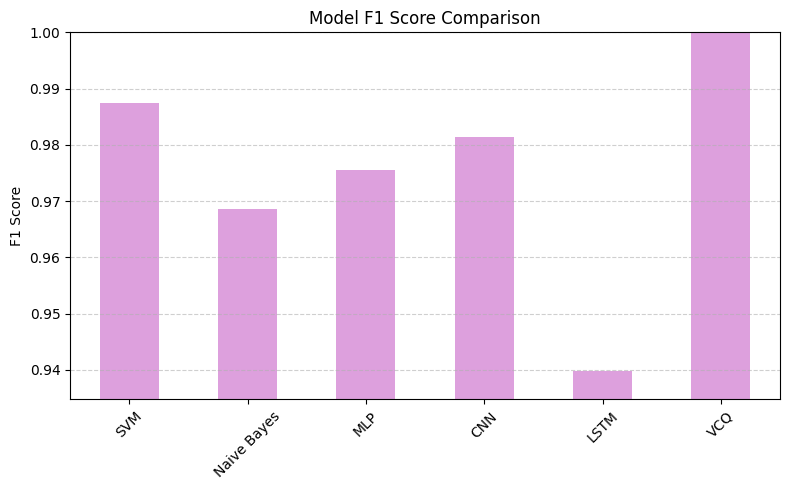 Model F1 Score Comparison
F1 Score
1.00
0.99
0.98
0.97
0.96
0.95
0.94
SVM
Naive Bayes
MLP
CNN
LSTM
VCQ